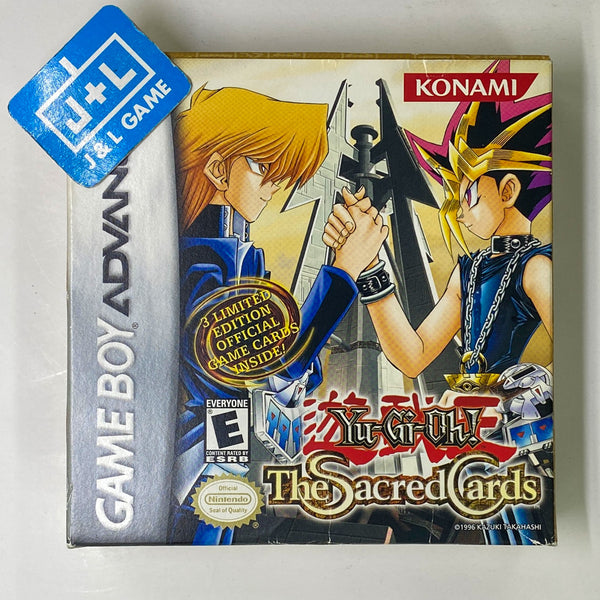 J+L
J&L GAME
GAME BOY ADVANC
KONAMI
3 LIMITED
EDITION
OFFICIAL
GAME CARDS
INSIDE!
EVERYONE
E
CONTENT RATED BY
ESRB
Official
Nintendo
Seal of Quality
遊戯王
Yu-Gi-Oh!
The Sacred Cards
©1996 KAZUKI TAKAHASHI